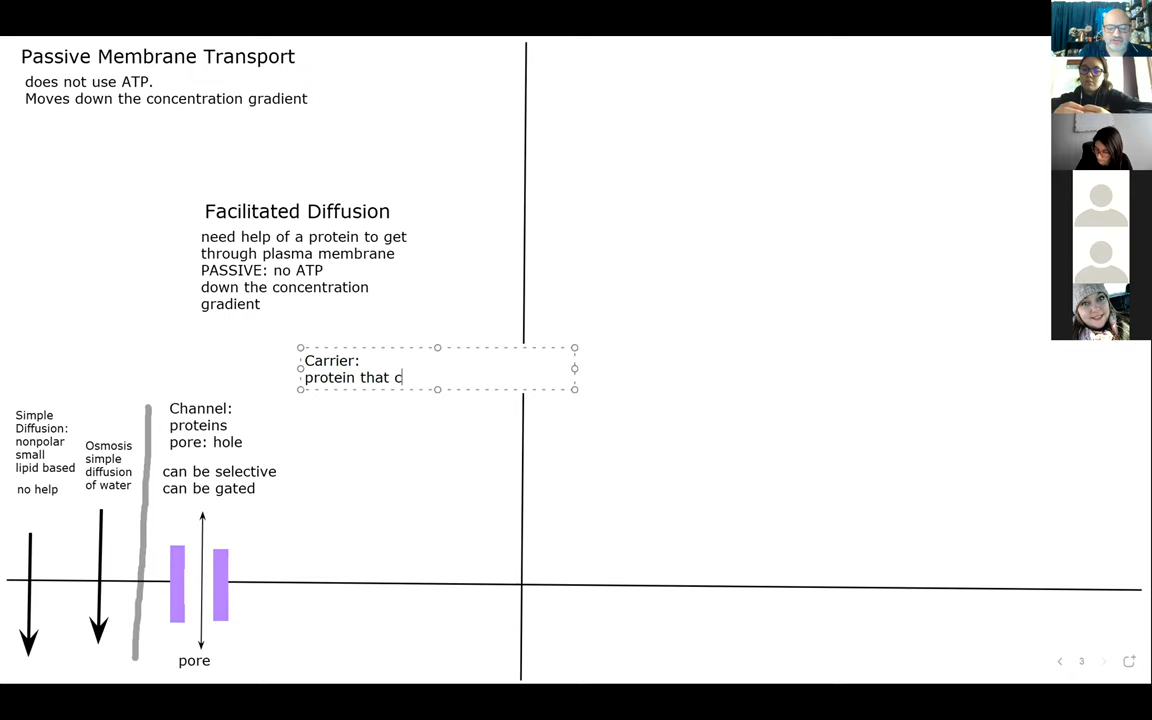 Passive Membrane Transport
does not use ATP.
Moves down the concentration gradient
Facilitated Diffusion
need help of a protein to get
through plasma membrane
PASSIVE: no ATP
down the concentration
gradient
Carrier:
protein that c
Simple
Diffusion:
nonpolar
small
lipid based
no help
Osmosis
simple
diffusion
of water
Channel:
proteins
pore: hole
can be selective
can be gated
pore
3